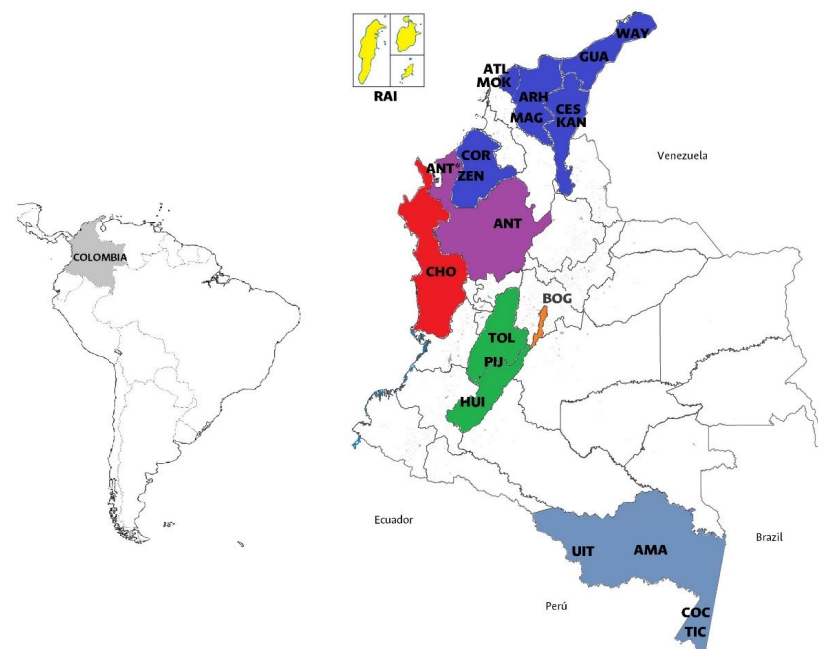 COLOMBIA
RAI
WAY
GUA
ATL
MOK
ARH
MAG
CES
KAN
COR
ZEN
ANT*
Venezuela
ANT
CHO
BOG
TOL
PIJ
HUI
Ecuador
UIT
AMA
Brazil
Perú
COC
TIC